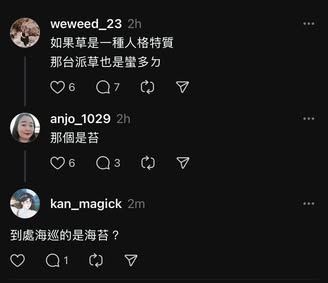 weweed_23 2h
如果草是一種人格特質
那台派草也是蠻多ㄉ
6 7
anjo_1029 2h
那個是苔
6 3
kan_magick 2m
到處海巡的是海苔？
1